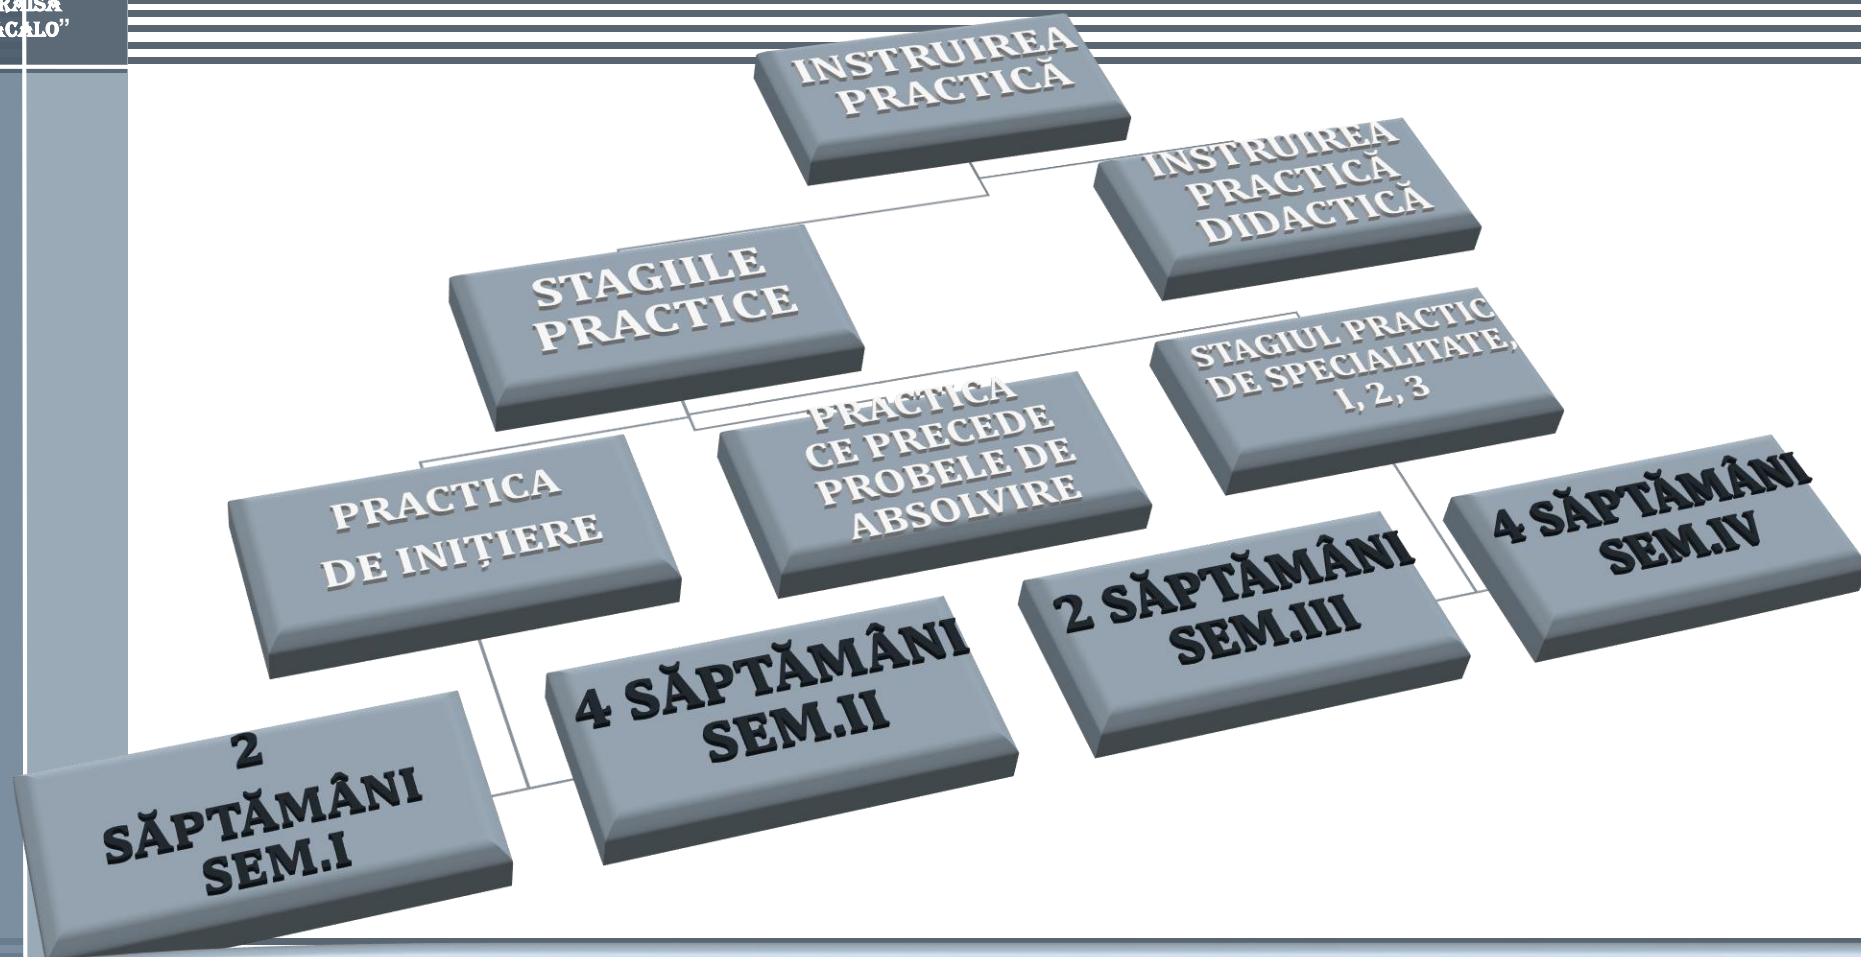 INSTRUIREA
PRACTICĂ
INSTRUIREA
PRACTICĂ
DIDACTICĂ
STAGIILE
PRACTICE
STAGIUL PRACTIC
DE SPECIALITATE,
1, 2, 3
PRACTICA
CE PRECEDE
PROBELE DE
ABSOLVIRE
PRACTICA
DE INIȚIERE
4 SĂPTĂMÂNI
SEM.IV
2 SĂPTĂMÂNI
SEM.III
4 SĂPTĂMÂNI
SEM.II
2
SĂPTĂMÂNI
SEM.I